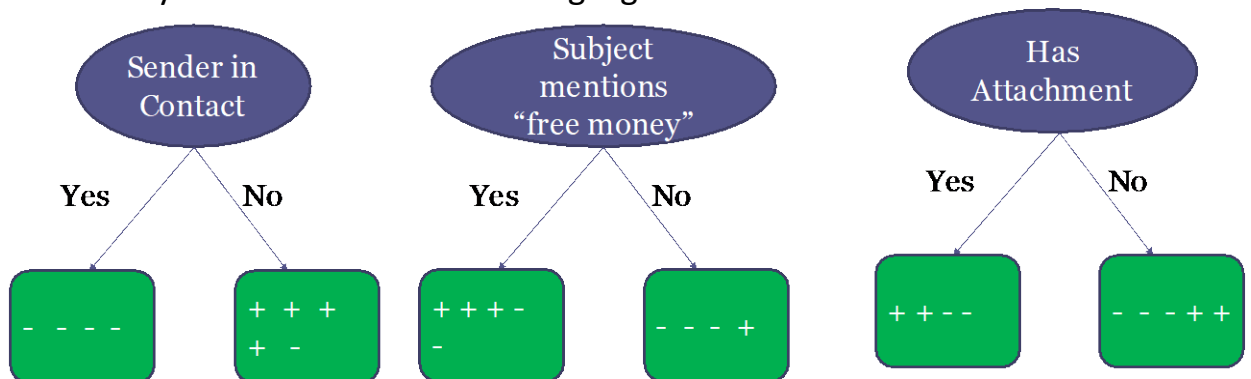 Sender in
Contact
Yes
No
- - - -
+ + +
+ -
Subject
mentions
“free money”
Yes
No
+ + + -
-
- - - +
Has
Attachment
Yes
No
+ + - -
- - - + +